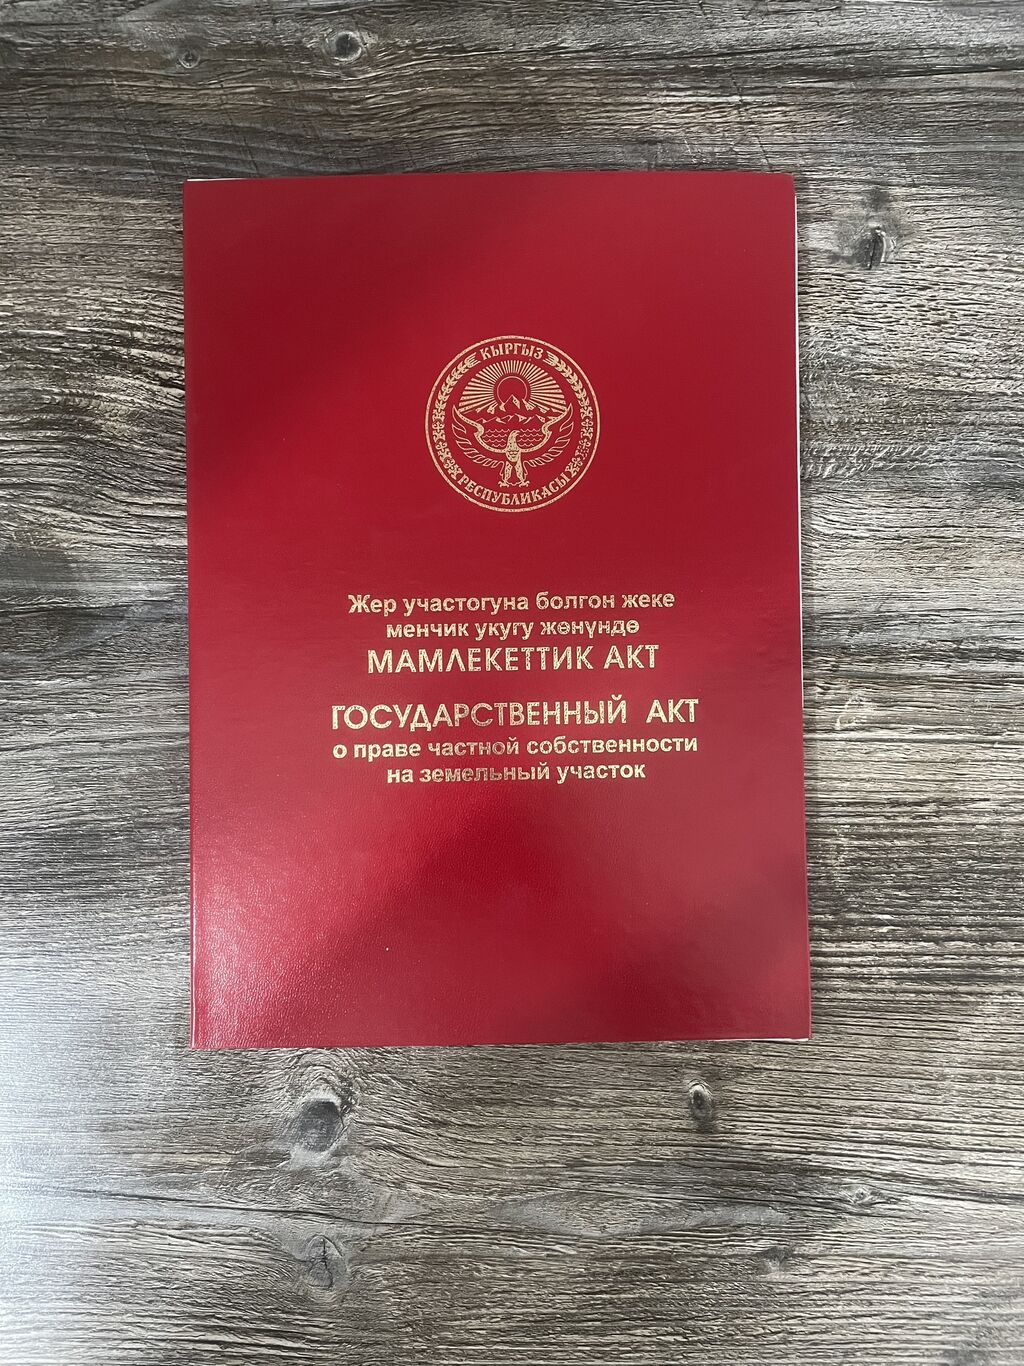 КЫРГЫЗ
РЕСПУБЛИКАСЫ
Жер участогуна болгон жеке
менчик укугу жөнүндө
МАМЛЕКЕТТИК АКТ
ГОСУДАРСТВЕННЫЙ АКТ
о праве частной собственности
на земельный участок